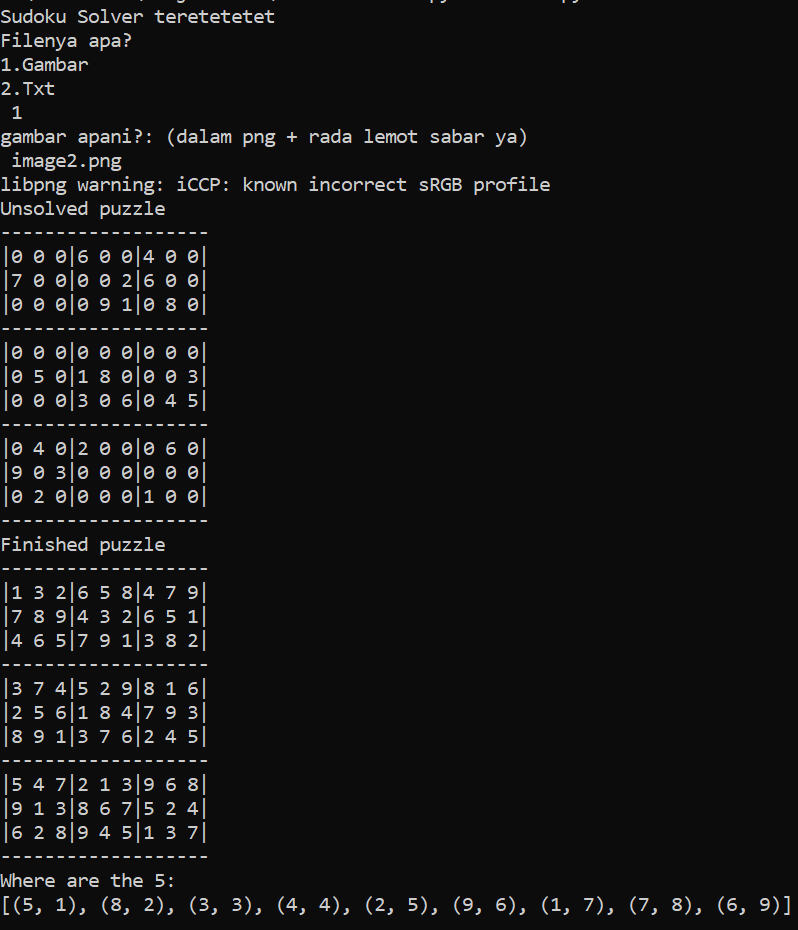 Sudoku Solver teretetetet
Filenya apa?
1.Gambar
2.Txt
 1
gambar apani?: (dalam png + rada lemot sabar ya)
 image2.png
libpng warning: iCCP: known incorrect sRGB profile
Unsolved puzzle
-------------------
|0 0 0|6 0 0|4 0 0|
|7 0 0|0 0 2|6 0 0|
|0 0 0|0 9 1|0 8 0|
-------------------
|0 0 0|0 0 0|0 0 0|
|0 5 0|1 8 0|0 0 3|
|0 0 0|3 0 6|0 4 5|
-------------------
|0 4 0|2 0 0|0 6 0|
|9 0 3|0 0 0|0 0 0|
|0 2 0|0 0 0|1 0 0|
-------------------
Finished puzzle
-------------------
|1 3 2|6 5 8|4 7 9|
|7 8 9|4 3 2|6 5 1|
|4 6 5|7 9 1|3 8 2|
-------------------
|3 7 4|5 2 9|8 1 6|
|2 5 6|1 8 4|7 9 3|
|8 9 1|3 7 6|2 4 5|
-------------------
|5 4 7|2 1 3|9 6 8|
|9 1 3|8 6 7|5 2 4|
|6 2 8|9 4 5|1 3 7|
-------------------
Where are the 5:
[(5, 1), (8, 2), (3, 3), (4, 4), (2, 5), (9, 6), (1, 7), (7, 8), (6, 9)]